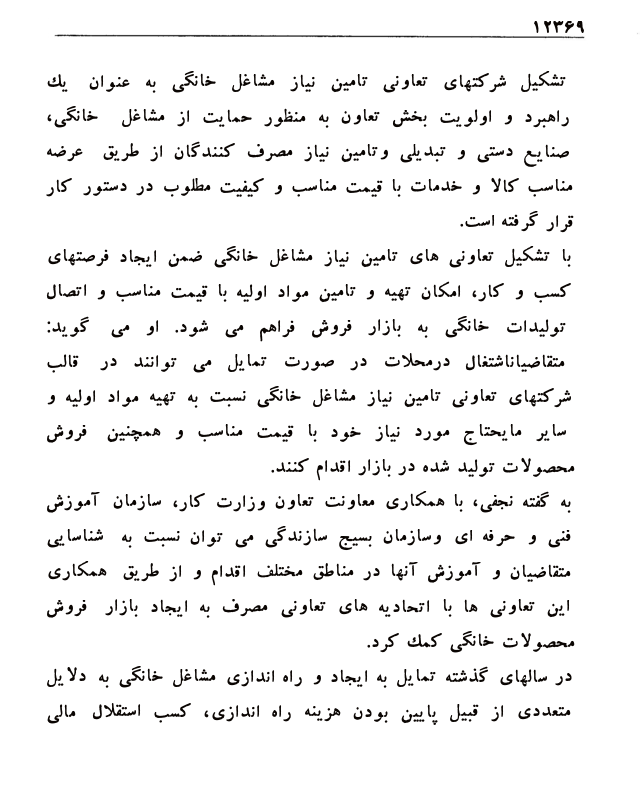 ۱۲۳۶۹
تشکیل شرکتهای تعاونی تامین نیاز مشاغل خانگی به عنوان یك
راهبرد و اولویت بخش تعاون به منظور حمایت از مشاغل خانگی،
صنایع دستی و تبدیلی وتامین نیاز مصرف کنندگان از طریق عرضه
مناسب کالا و خدمات با قیمت مناسب و کیفیت مطلوب در دستور کار
قرار گرفته است.
با تشکیل تعاونی های تامین نیاز مشاغل خانگی ضمن ایجاد فرصتهای
کسب و کار، امکان تهیه و تامین مواد اولیه با قیمت مناسب و اتصال
تولیدات خانگی به بازار فروش فراهم می شود. او می گوید:
متقاضیاناشتغال درمحلات در صورت تمایل می توانند در قالب
شرکتهای تعاونی تامین نیاز مشاغل خانگی نسبت به تهیه مواد اولیه و
سایر مایحتاج مورد نیاز خود با قیمت مناسب و همچنین فروش
محصولات تولید شده در بازار اقدام کنند.
به گفته نجفی، با همکاری معاونت تعاون وزارت کار، سازمان آموزش
فنی و حرفه ای وسازمان بسیج سازندگی می توان نسبت به شناسایی
متقاضیان و آموزش آنها در مناطق مختلف اقدام و از طریق همکاری
این تعاونی ها با اتحادیه های تعاونی مصرف به ایجاد بازار فروش
محصولات خانگی کمك کرد.
در سالهای گذشته تمایل به ایجاد و راه اندازی مشاغل خانگی به دلایل
متعددی از قبیل پایین بودن هزینه راه اندازی، کسب استقلال مالی